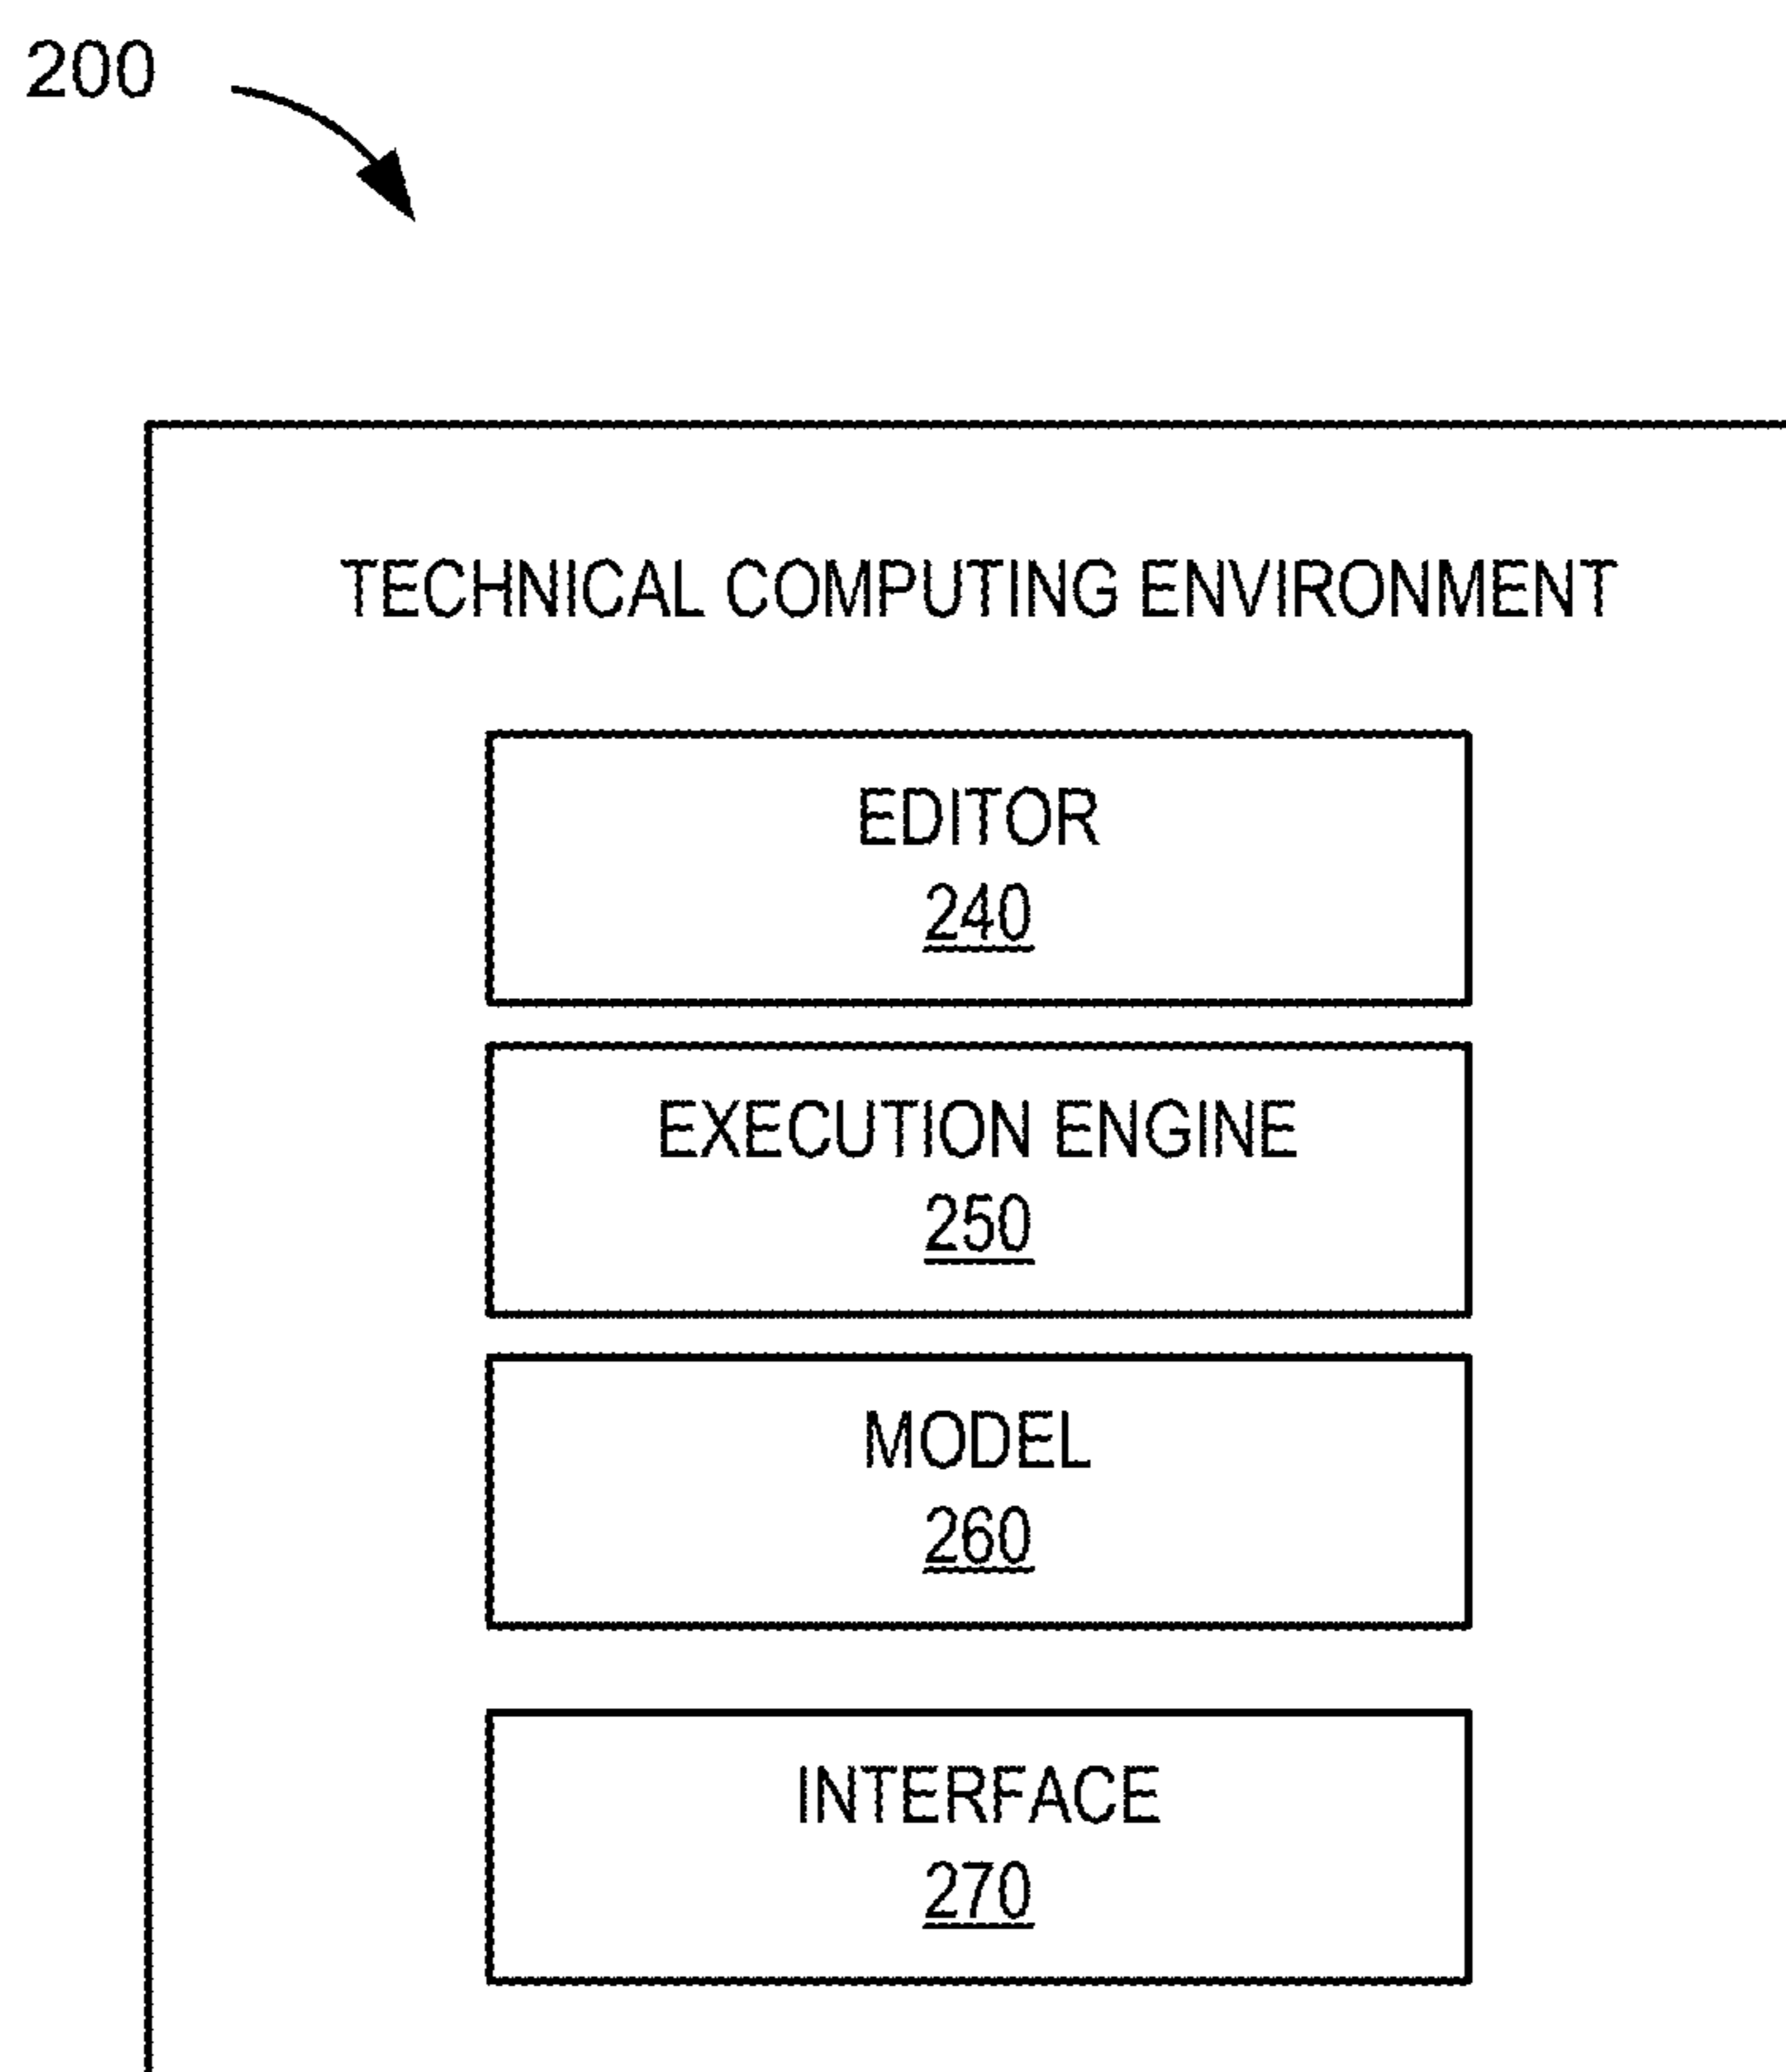 200
TECHNICAL COMPUTING ENVIRONMENT
EDITOR
240
EXECUTION ENGINE
250
MODEL
260
INTERFACE
270